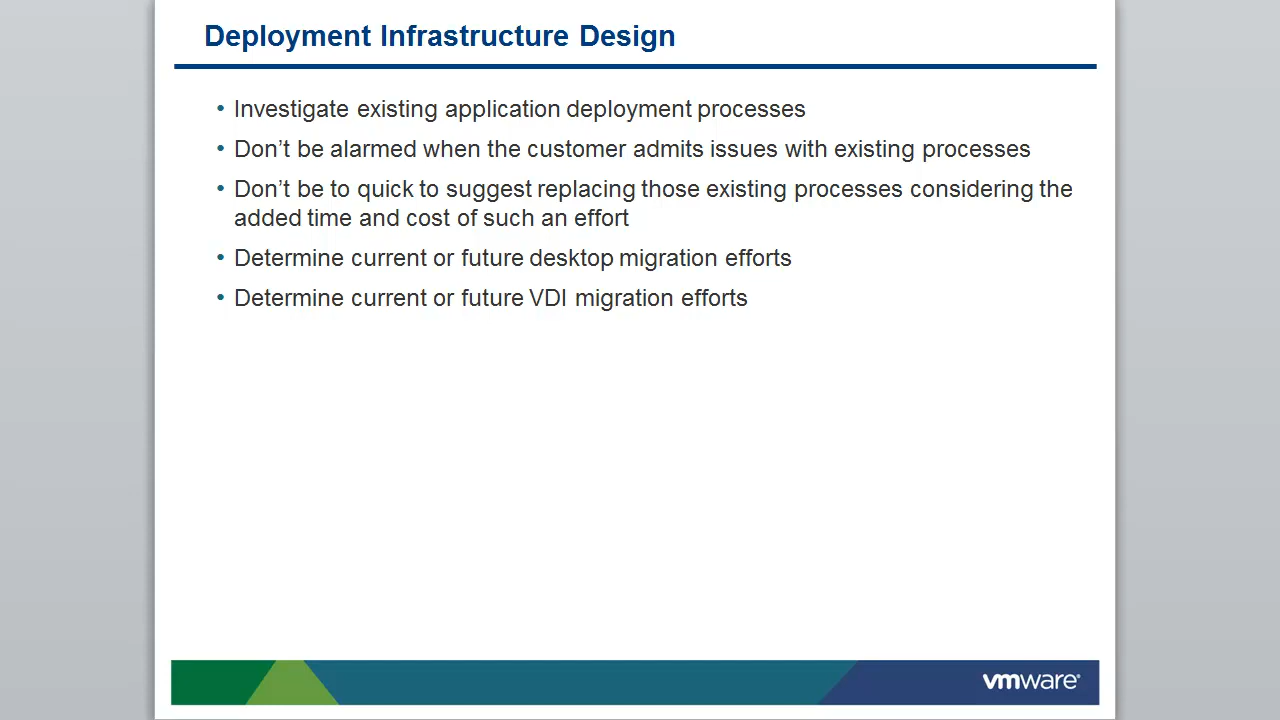 Deployment Infrastructure Design
• Investigate existing application deployment processes
• Don’t be alarmed when the customer admits issues with existing processes
• Don’t be to quick to suggest replacing those existing processes considering the
added time and cost of such an effort
• Determine current or future desktop migration efforts
• Determine current or future VDI migration efforts
vmware®